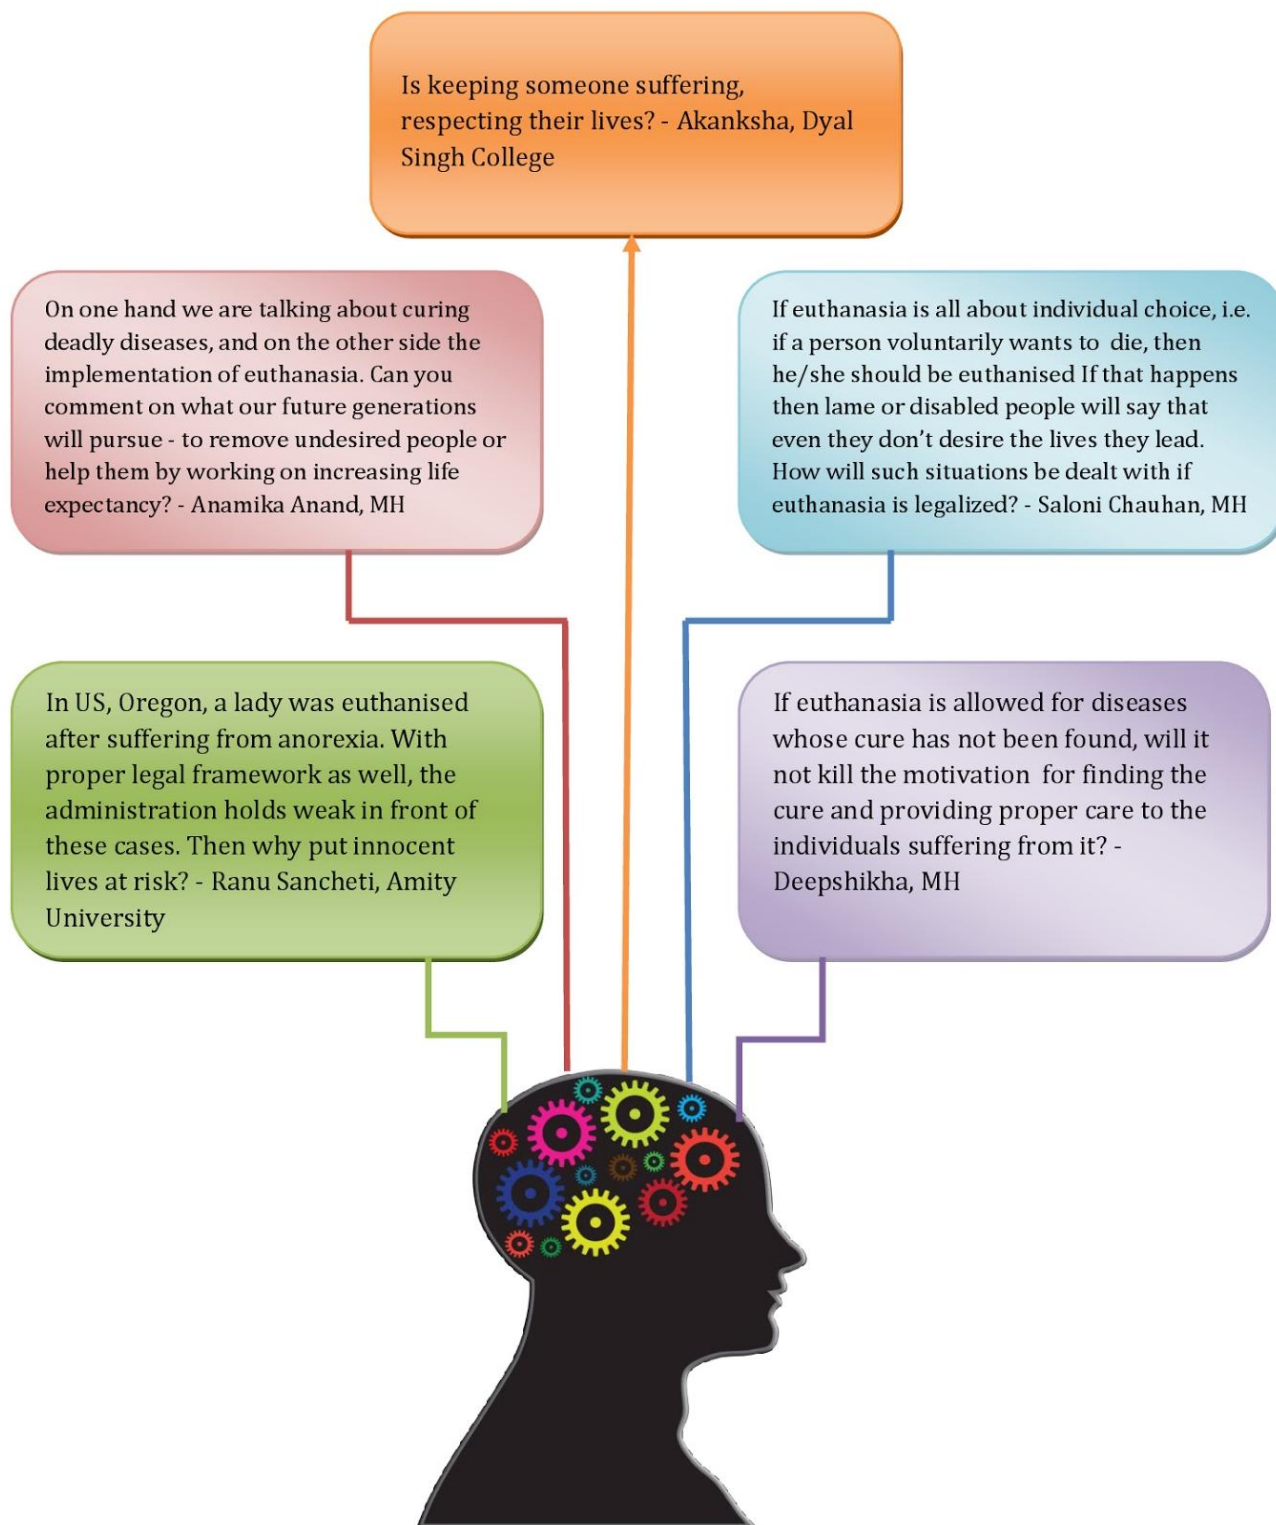 Is keeping someone suffering,
respecting their lives? - Akanksha, Dyal
Singh College
On one hand we are talking about curing
deadly diseases, and on the other side the
implementation of euthanasia. Can you
comment on what our future generations
will pursue - to remove undesired people or
help them by working on increasing life
expectancy? - Anamika Anand, MH
If euthanasia is all about individual choice, i.e.
if a person voluntarily wants to die, then
he/she should be euthanised If that happens
then lame or disabled people will say that
even they don’t desire the lives they lead.
How will such situations be dealt with if
euthanasia is legalized? - Saloni Chauhan, MH
In US, Oregon, a lady was euthanised
after suffering from anorexia. With
proper legal framework as well, the
administration holds weak in front of
these cases. Then why put innocent
lives at risk? - Ranu Sancheti, Amity
University
If euthanasia is allowed for diseases
whose cure has not been found, will it
not kill the motivation for finding the
cure and providing proper care to the
individuals suffering from it? -
Deepshikha, MH